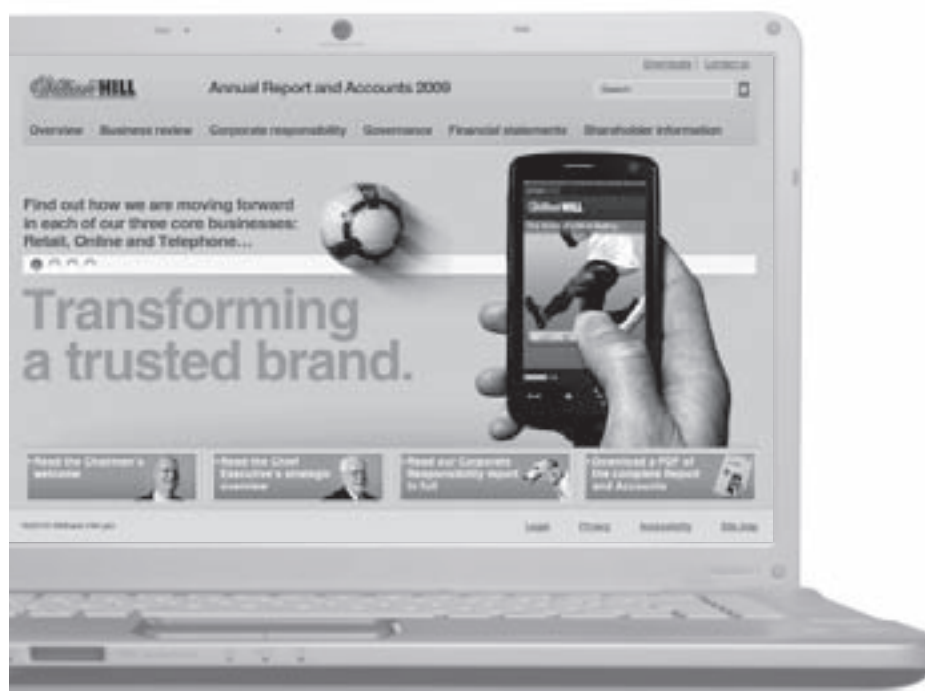 Downloads | Contact us
William HILL
Annual Report and Accounts 2009
Search
Overview Business review Corporate responsibility Governance Financial statements Shareholder information
Find out how we are moving forward
in each of our three core businesses:
Retail, Online and Telephone...
William HILL
Transforming
a trusted brand.
Read the Chairman's
welcome
Read the Chief
Executive's strategic
overview
Read our Corporate
Responsibility report
in full
Download a PDF of
the complete Report
and Accounts
Legal Privacy Accessibility Site map